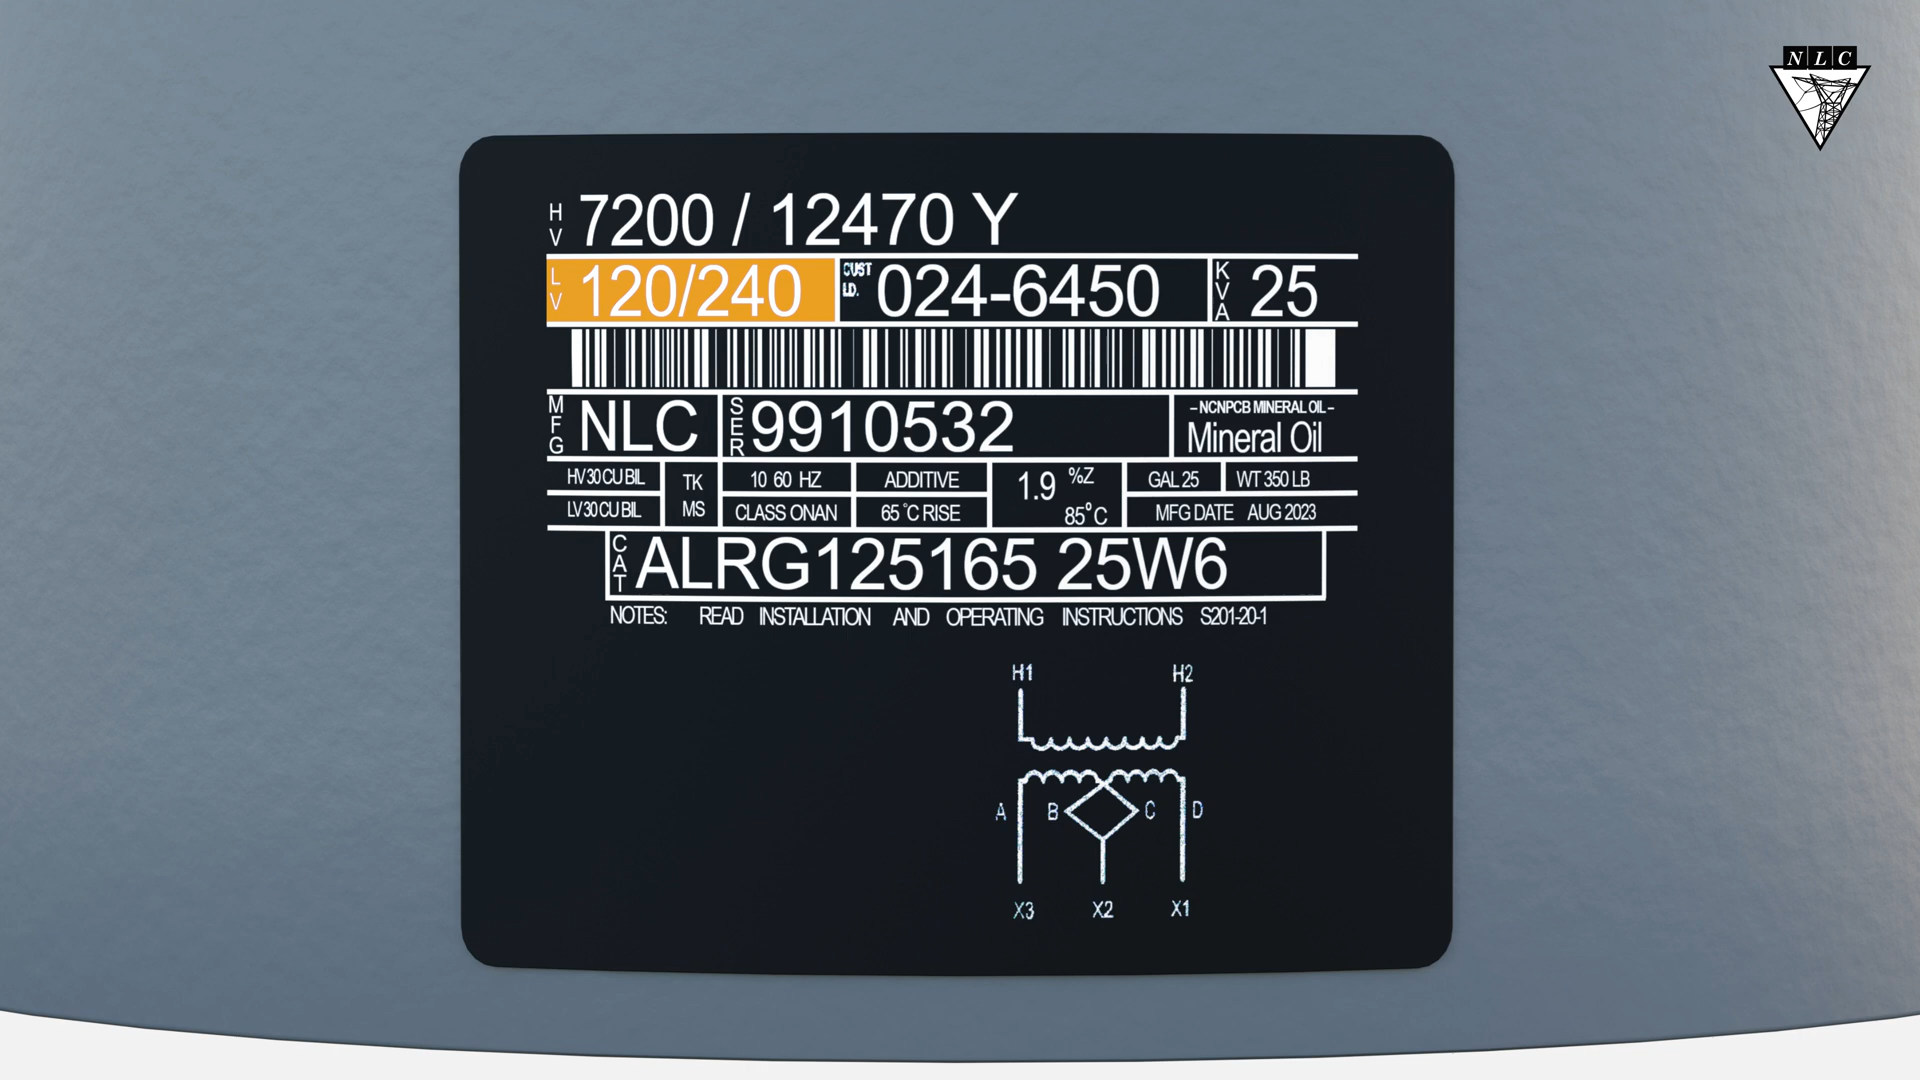 NLC
HV 7200 / 12470 Y
LV 120/240 CUST I.D. 024-6450 KVA 25
MFG NLC SER 9910532 –NCNPCB MINERAL OIL– Mineral Oil
HV 30 CU BIL TK 10 60 HZ ADDITIVE 1.9 %Z GAL 25 WT 350 LB
LV 30 CU BIL MS CLASS ONAN 65 °C RISE 85°C MFG DATE AUG 2023
CAT ALRG125165 25W6
NOTES: READ INSTALLATION AND OPERATING INSTRUCTIONS S201-20-1
H1 H2
A B C D
X3 X2 X1